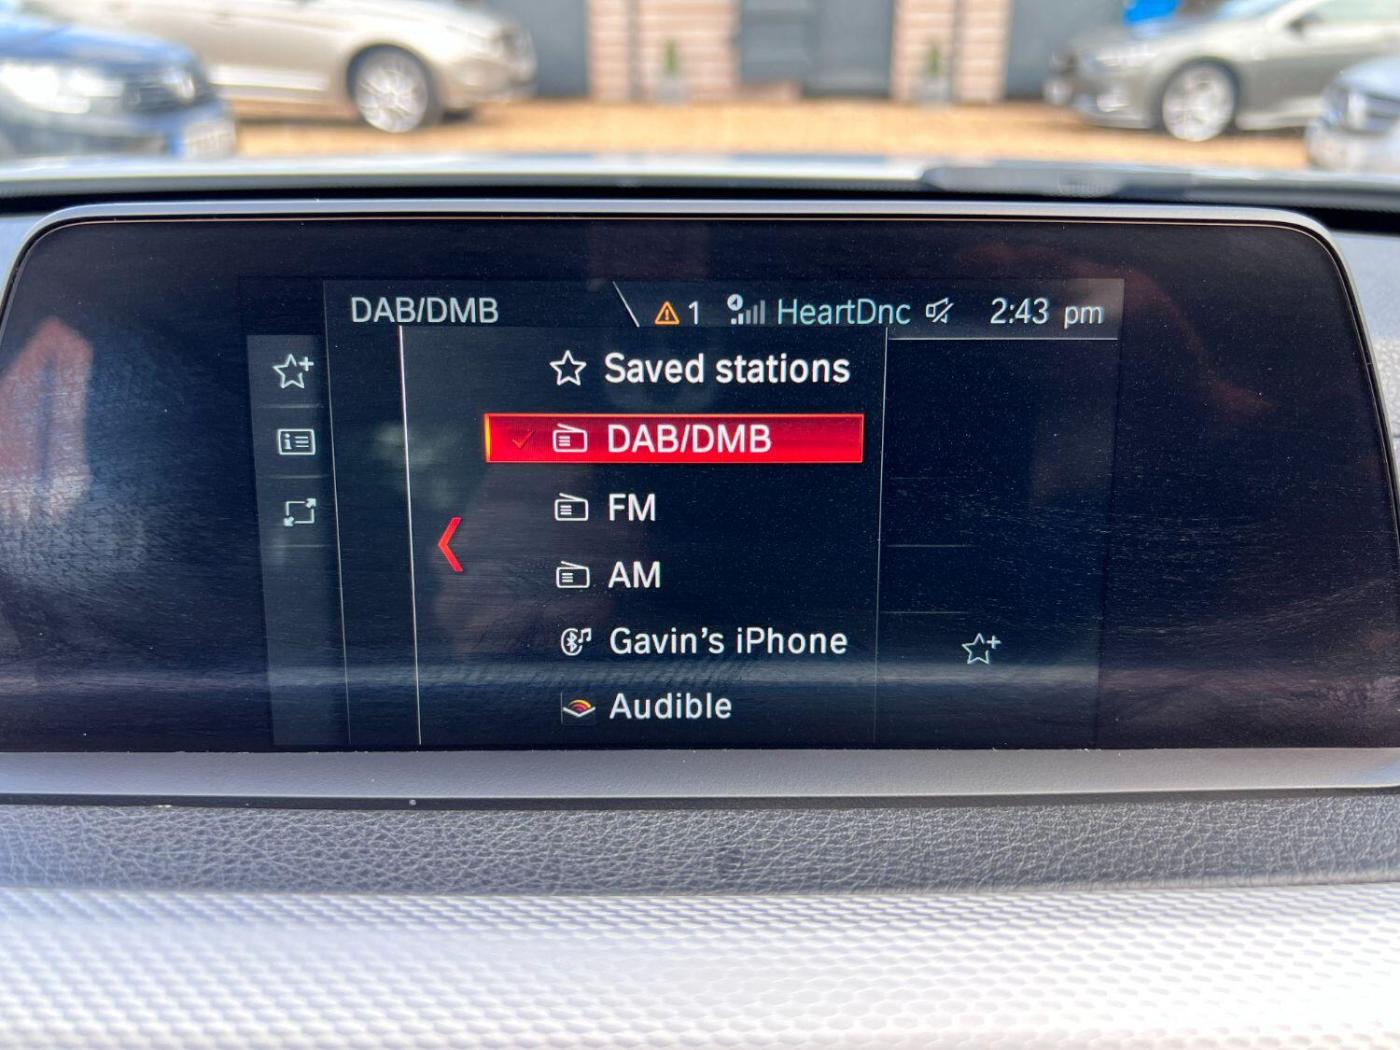 DAB/DMB 1 HeartDnc 2:43 pm
Saved stations
DAB/DMB
FM
AM
Gavin's iPhone
Audible